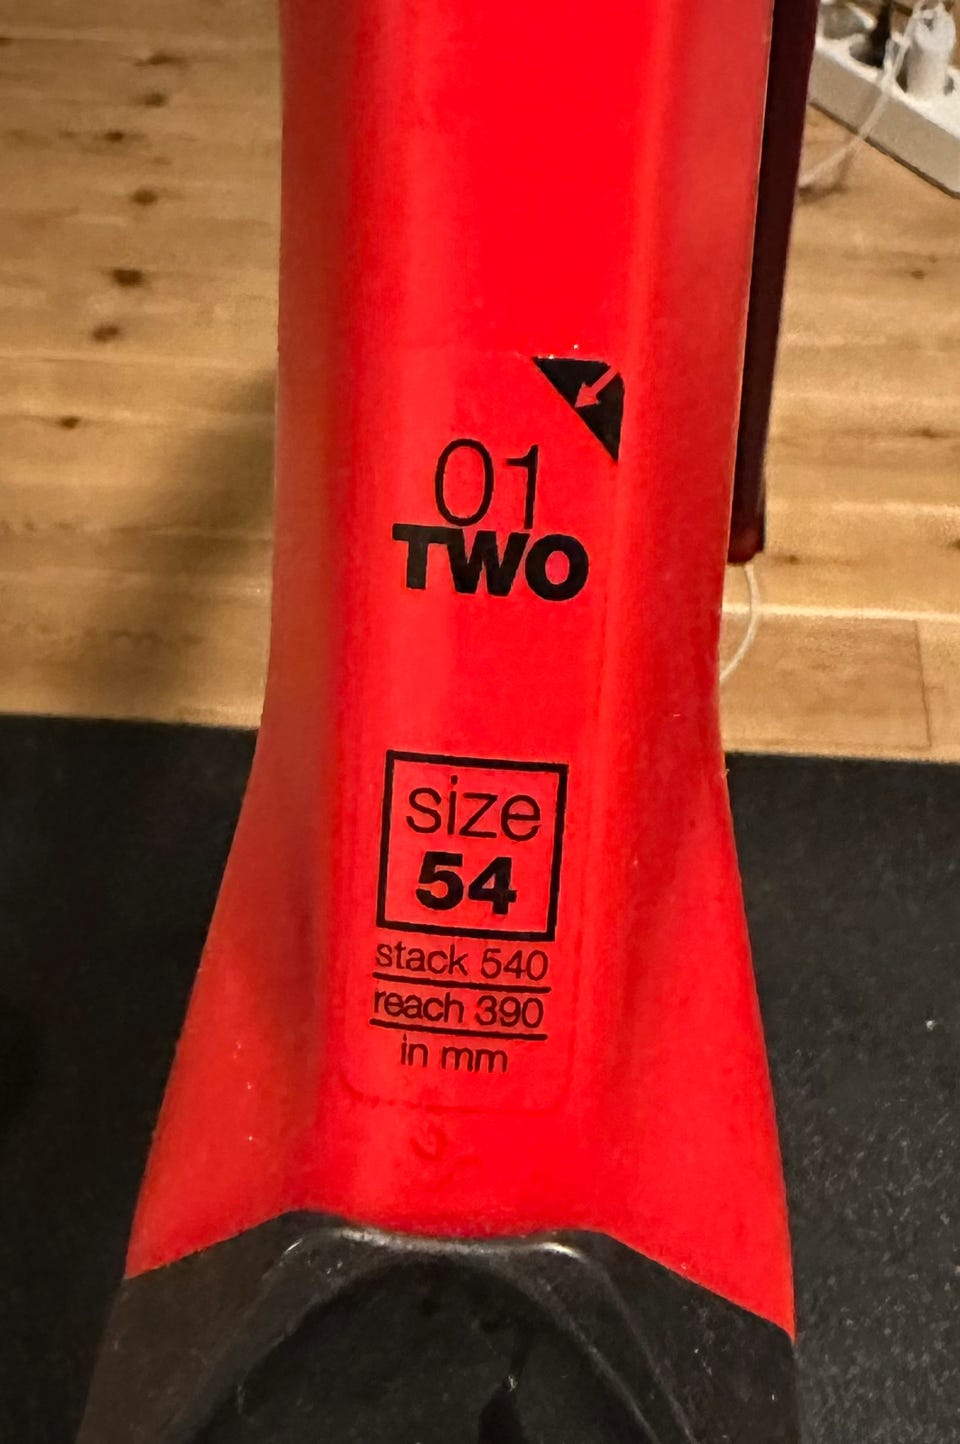 01
TWO
size
54
stack 540
reach 390
in mm